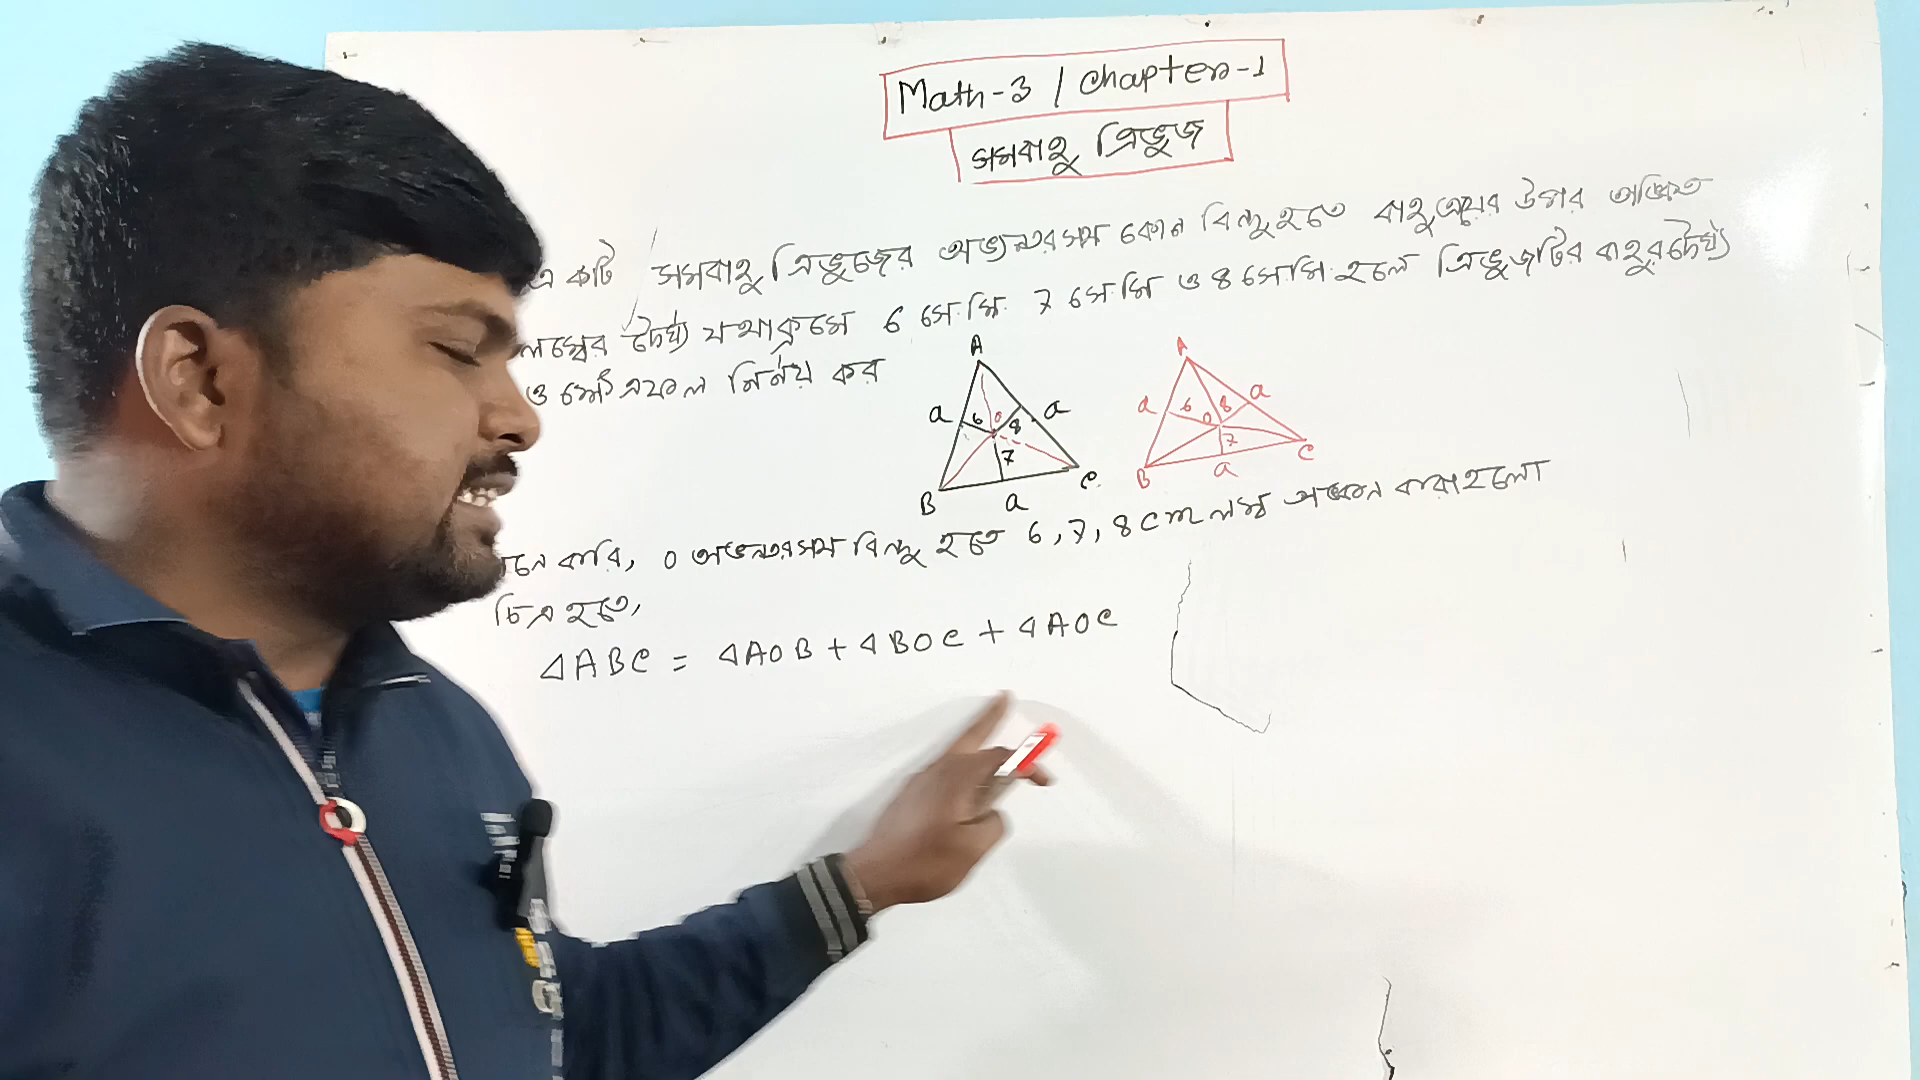 Math-3 / Chapter-1
সমবাহু ত্রিভুজ
একটি সমবাহু ত্রিভুজের অভ্যন্তরস্থ কোন বিন্দু হতে বাহুত্রয়ের উপর অঙ্কিত
লম্বের দৈর্ঘ্য যথাক্রমে 6 সে.মি. 7 সে.মি ও 8 সে.মি. হলে ত্রিভুজটির বাহুর দৈর্ঘ্য
ও ক্ষেত্রফল নির্ণয় কর
A A
a 6 0 8 a a 6 0 8 a
7 7
B a C B a C
মনে করি, O অভ্যন্তরস্থ বিন্দু হতে 6, 7, 8 cm লম্ব অঙ্কন করা হলো
চিত্র হতে,
ΔABC = ΔAOB + ΔBOC + ΔAOC